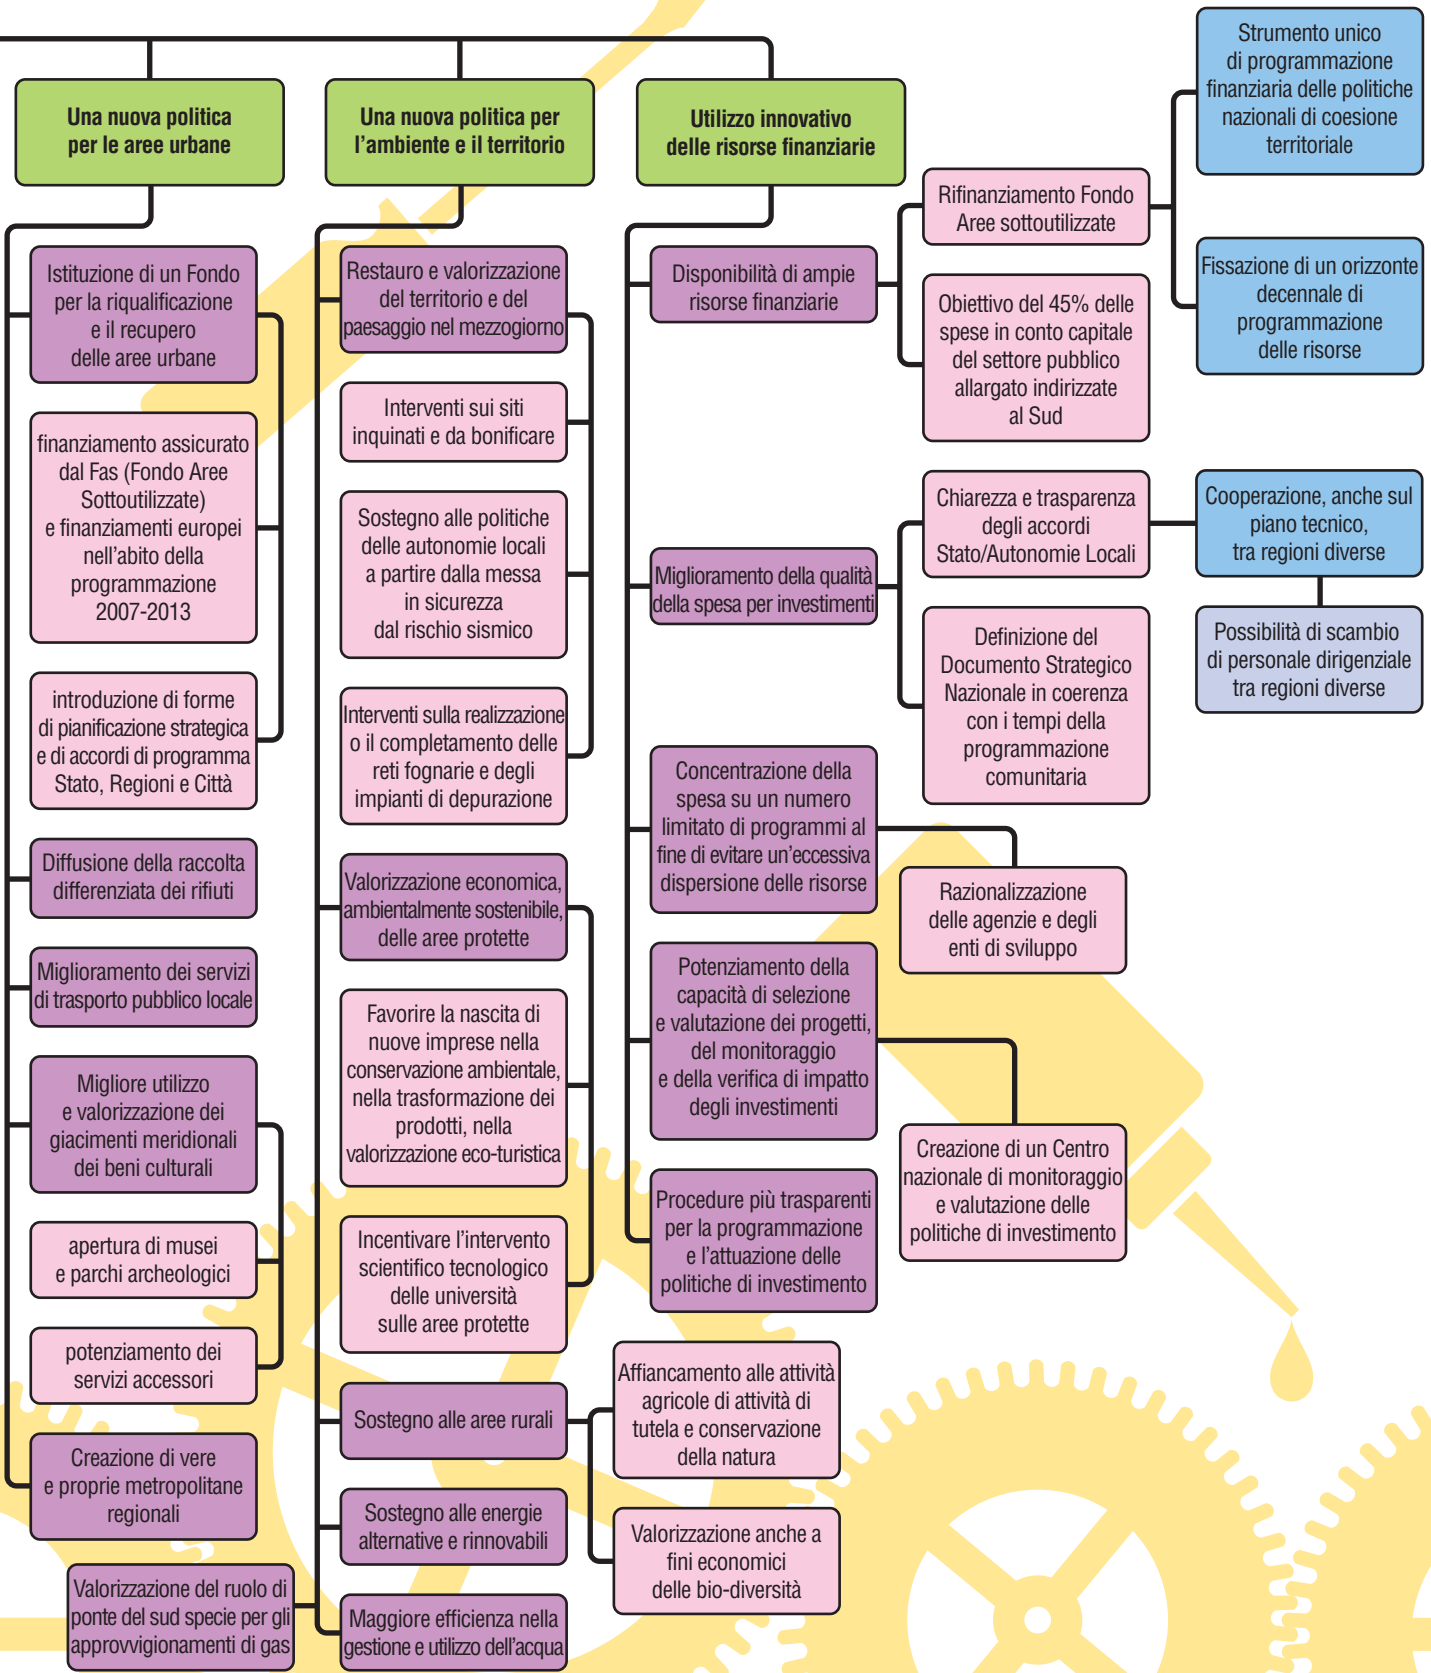 Una nuova politica
per le aree urbane
Istituzione di un Fondo
per la riqualificazione
e il recupero
delle aree urbane
finanziamento assicurato
dal Fas (Fondo Aree
Sottoutilizzate)
e finanziamenti europei
nell'abito della
programmazione
2007-2013
introduzione di forme
di pianificazione strategica
e di accordi di programma
Stato, Regioni e Città
Diffusione della raccolta
differenziata dei rifiuti
Miglioramento dei servizi
di trasporto pubblico locale
Migliore utilizzo
e valorizzazione dei
giacimenti meridionali
dei beni culturali
apertura di musei
e parchi archeologici
potenziamento dei
servizi accessori
Creazione di vere
e proprie metropolitane
regionali
Una nuova politica per
l'ambiente e il territorio
Restauro e valorizzazione
del territorio e del
paesaggio nel mezzogiorno
Interventi sui siti
inquinati e da bonificare
Sostegno alle politiche
delle autonomie locali
a partire dalla messa
in sicurezza
dal rischio sismico
Interventi sulla realizzazione
o il completamento delle
reti fognarie e degli
impianti di depurazione
Valorizzazione economica,
ambientalmente sostenibile,
delle aree protette
Favorire la nascita di
nuove imprese nella
conservazione ambientale,
nella trasformazione dei
prodotti, nella
valorizzazione eco-turistica
Incentivare l'intervento
scientifico tecnologico
delle università
sulle aree protette
Sostegno alle aree rurali
Affiancamento alle attività
agricole di attività di
tutela e conservazione
della natura
Valorizzazione anche a
fini economici
delle bio-diversità
Sostegno alle energie
alternative e rinnovabili
Valorizzazione del ruolo di
ponte del sud specie per gli
approvvigionamenti di gas
Maggiore efficienza nella
gestione e utilizzo dell'acqua
Utilizzo innovativo
delle risorse finanziarie
Disponibilità di ampie
risorse finanziarie
Rifinanziamento Fondo
Aree sottoutilizzate
Strumento unico
di programmazione
finanziaria delle politiche
nazionali di coesione
territoriale
Fissazione di un orizzonte
decennale di
programmazione
delle risorse
Obiettivo del 45% delle
spese in conto capitale
del settore pubblico
allargato indirizzate
al Sud
Miglioramento della qualità
della spesa per investimenti
Chiarezza e trasparenza
degli accordi
Stato/Autonomie Locali
Cooperazione, anche sul
piano tecnico,
tra regioni diverse
Possibilità di scambio
di personale dirigenziale
tra regioni diverse
Definizione del
Documento Strategico
Nazionale in coerenza
con i tempi della
programmazione
comunitaria
Concentrazione della
spesa su un numero
limitato di programmi al
fine di evitare un'eccessiva
dispersione delle risorse
Razionalizzazione
delle agenzie e degli
enti di sviluppo
Potenziamento della
capacità di selezione
e valutazione dei progetti,
del monitoraggio
e della verifica di impatto
degli investimenti
Creazione di un Centro
nazionale di monitoraggio
e valutazione delle
politiche di investimento
Procedure più trasparenti
per la programmazione
e l'attuazione delle
politiche di investimento